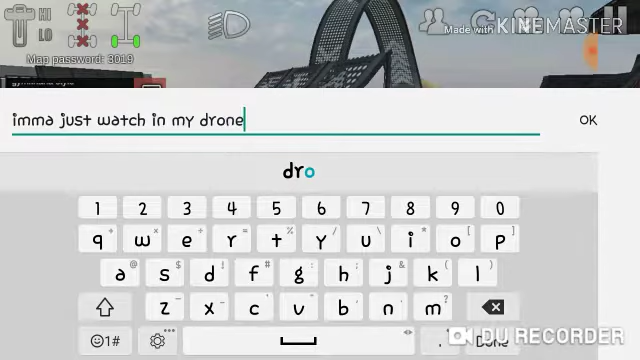 HI
LO
Made with KINEMASTER
Map password: 3019
imma just watch in my drone
OK
dro
1 2 3 4 5 6 7 8 9 0
q w e r t y u i o p
a s d f g h j k l
z x c v b n m
1#
DU RECORDER
Done